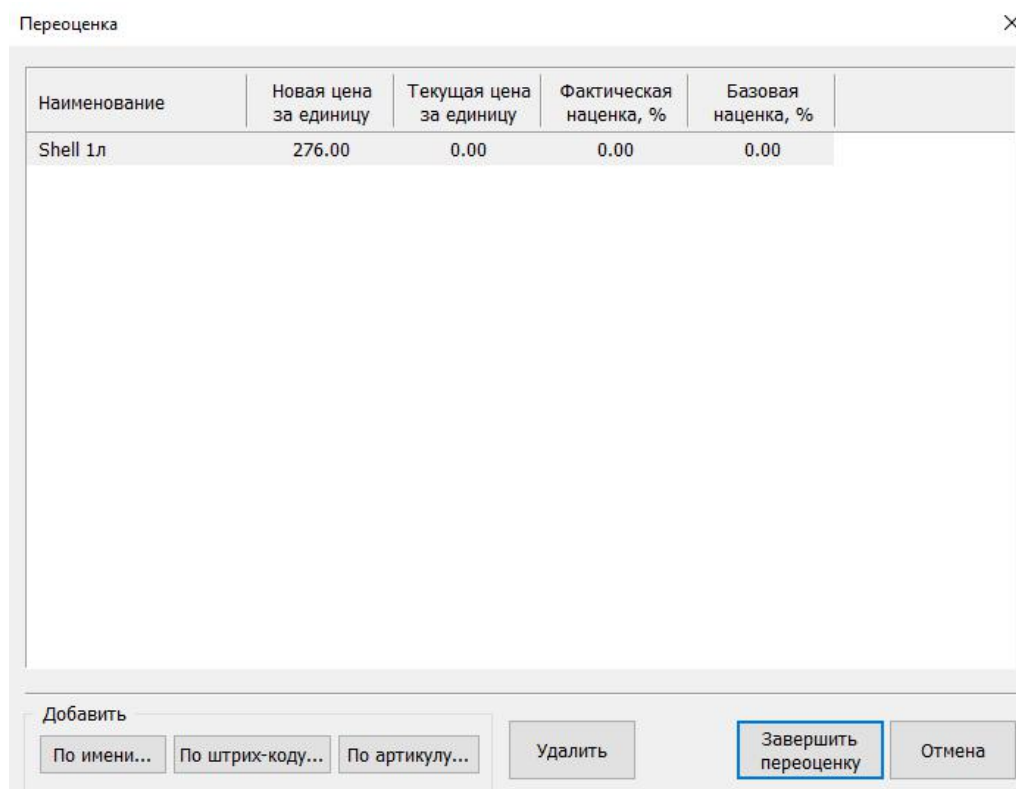 Переоценка
Наименование
Новая цена за единицу
Текущая цена за единицу
Фактическая наценка, %
Базовая наценка, %
Shell 1л 276.00 0.00 0.00 0.00
Добавить
По имени... По штрих-коду... По артикулу...
Удалить
Завершить переоценку
Отмена